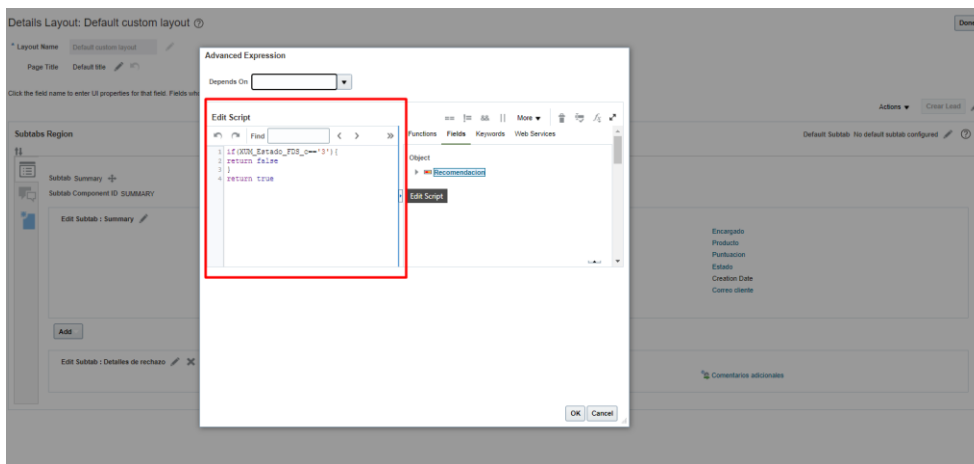 Details Layout: Default custom layout
Done
* Layout Name Default custom layout
Page Title Default title
Click the field name to enter UI properties for that field. Fields who
Actions Crear Lead
Subtabs Region
Default Subtab No default subtab configured
Subtab Summary
Subtab Component ID SUMMARY
Edit Subtab : Summary
Encargado
Producto
Puntuacion
Estado
Creation Date
Correo cliente
Add
Edit Subtab : Detalles de rechazo
Comentarios adicionales
Advanced Expression
Depends On
Edit Script
== != && || More
Find
Functions Fields Keywords Web Services
1 if(XUM_Estado_FDS_c=='3'){
2 return false
3 }
4 return true
Object
Recomendacion
Edit Script
OK Cancel